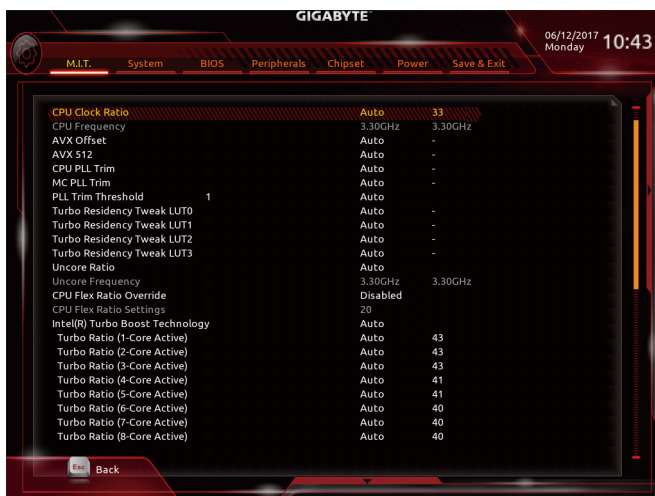 GIGABYTE
06/12/2017
Monday
10:43
M.I.T. System BIOS Peripherals Chipset Power Save & Exit
CPU Clock Ratio Auto 33
CPU Frequency 3.30GHz 3.30GHz
AVX Offset Auto -
AVX 512 Auto -
CPU PLL Trim Auto -
MC PLL Trim Auto -
PLL Trim Threshold 1 Auto
Turbo Residency Tweak LUT0 Auto -
Turbo Residency Tweak LUT1 Auto -
Turbo Residency Tweak LUT2 Auto -
Turbo Residency Tweak LUT3 Auto -
Uncore Ratio Auto
Uncore Frequency 3.30GHz 3.30GHz
CPU Flex Ratio Override Disabled
CPU Flex Ratio Settings 20
Intel(R) Turbo Boost Technology Auto
Turbo Ratio (1-Core Active) Auto 43
Turbo Ratio (2-Core Active) Auto 43
Turbo Ratio (3-Core Active) Auto 43
Turbo Ratio (4-Core Active) Auto 41
Turbo Ratio (5-Core Active) Auto 41
Turbo Ratio (6-Core Active) Auto 40
Turbo Ratio (7-Core Active) Auto 40
Turbo Ratio (8-Core Active) Auto 40
Esc Back